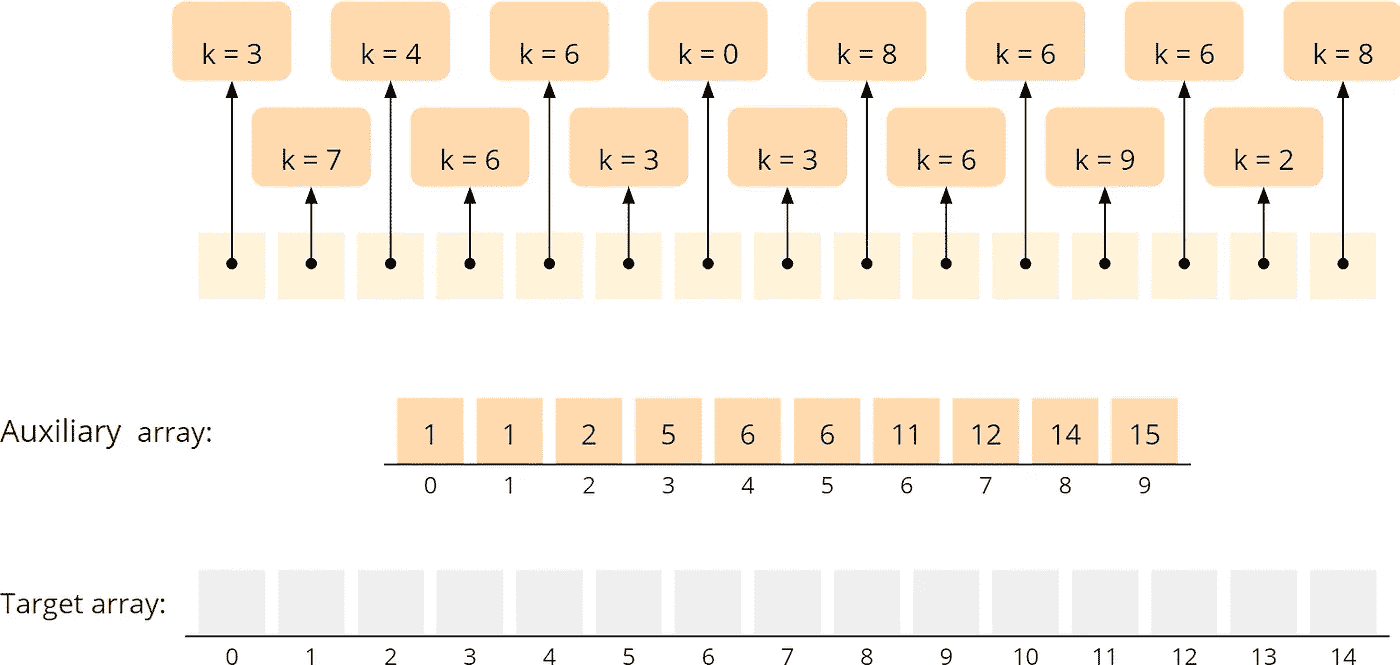 k = 3 k = 4 k = 6 k = 0 k = 8 k = 6 k = 6 k = 8
k = 7 k = 6 k = 3 k = 3 k = 6 k = 9 k = 2
Auxiliary array: 1 1 2 5 6 6 11 12 14 15
0 1 2 3 4 5 6 7 8 9
Target array:
0 1 2 3 4 5 6 7 8 9 10 11 12 13 14